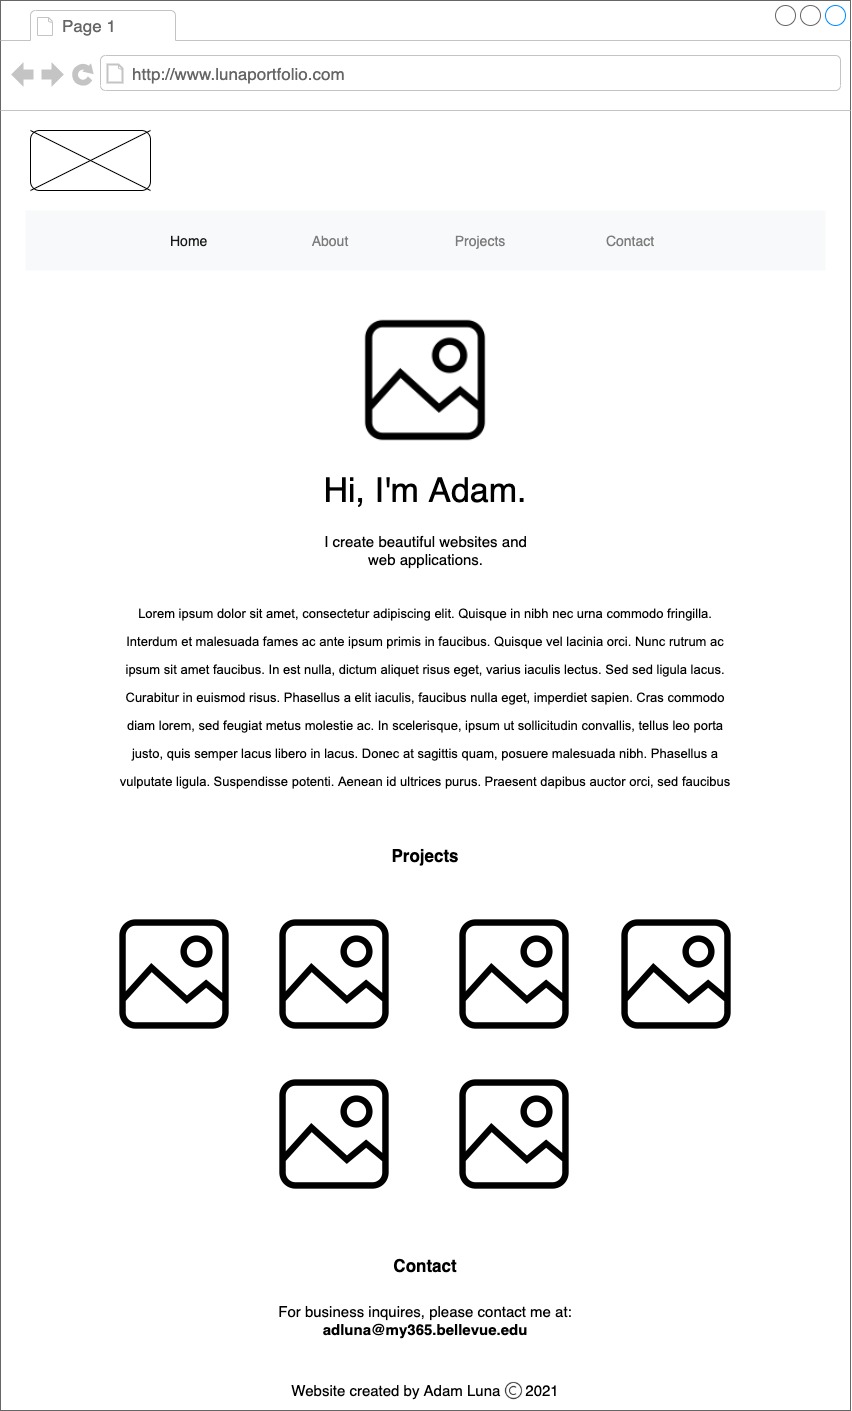 Page 1
http://www.lunaportfolio.com
Home About Projects Contact
Hi, I'm Adam.
I create beautiful websites and
web applications.
Lorem ipsum dolor sit amet, consectetur adipiscing elit. Quisque in nibh nec urna commodo fringilla.
Interdum et malesuada fames ac ante ipsum primis in faucibus. Quisque vel lacinia orci. Nunc rutrum ac
ipsum sit amet faucibus. In est nulla, dictum aliquet risus eget, varius iaculis lectus. Sed sed ligula lacus.
Curabitur in euismod risus. Phasellus a elit iaculis, faucibus nulla eget, imperdiet sapien. Cras commodo
diam lorem, sed feugiat metus molestie ac. In scelerisque, ipsum ut sollicitudin convallis, tellus leo porta
justo, quis semper lacus libero in lacus. Donec at sagittis quam, posuere malesuada nibh. Phasellus a
vulputate ligula. Suspendisse potenti. Aenean id ultrices purus. Praesent dapibus auctor orci, sed faucibus
Projects
Contact
For business inquires, please contact me at:
adluna@my365.bellevue.edu
Website created by Adam Luna © 2021